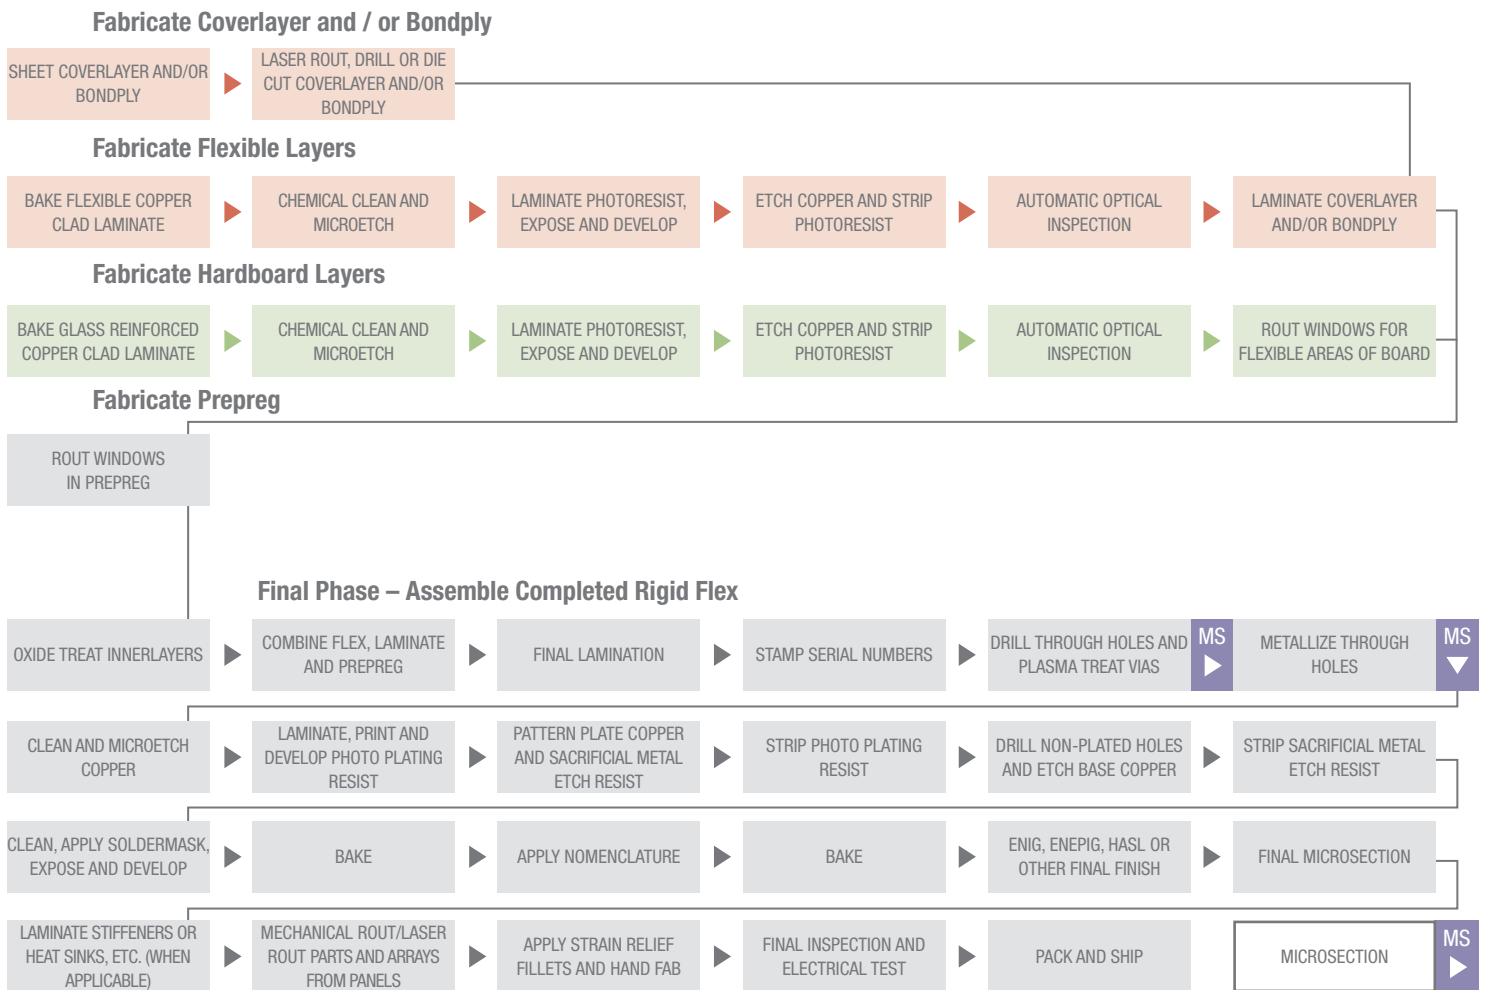 Fabricate Coverlayer and / or Bondply
SHEET COVERLAYER AND/OR
BONDPLY
LASER ROUT, DRILL OR DIE
CUT COVERLAYER AND/OR
BONDPLY
Fabricate Flexible Layers
BAKE FLEXIBLE COPPER
CLAD LAMINATE
CHEMICAL CLEAN AND
MICROETCH
LAMINATE PHOTORESIST,
EXPOSE AND DEVELOP
ETCH COPPER AND STRIP
PHOTORESIST
AUTOMATIC OPTICAL
INSPECTION
LAMINATE COVERLAYER
AND/OR BONDPLY
Fabricate Hardboard Layers
BAKE GLASS REINFORCED
COPPER CLAD LAMINATE
CHEMICAL CLEAN AND
MICROETCH
LAMINATE PHOTORESIST,
EXPOSE AND DEVELOP
ETCH COPPER AND STRIP
PHOTORESIST
AUTOMATIC OPTICAL
INSPECTION
ROUT WINDOWS FOR
FLEXIBLE AREAS OF BOARD
Fabricate Prepreg
ROUT WINDOWS
IN PREPREG
Final Phase – Assemble Completed Rigid Flex
OXIDE TREAT INNERLAYERS
COMBINE FLEX, LAMINATE
AND PREPREG
FINAL LAMINATION
STAMP SERIAL NUMBERS
DRILL THROUGH HOLES AND
PLASMA TREAT VIAS
MS
METALLIZE THROUGH
HOLES
MS
CLEAN AND MICROETCH
COPPER
LAMINATE, PRINT AND
DEVELOP PHOTO PLATING
RESIST
PATTERN PLATE COPPER
AND SACRIFICIAL METAL
ETCH RESIST
STRIP PHOTO PLATING
RESIST
DRILL NON-PLATED HOLES
AND ETCH BASE COPPER
STRIP SACRIFICIAL METAL
ETCH RESIST
CLEAN, APPLY SOLDERMASK,
EXPOSE AND DEVELOP
BAKE
APPLY NOMENCLATURE
BAKE
ENIG, ENEPIG, HASL OR
OTHER FINAL FINISH
FINAL MICROSECTION
LAMINATE STIFFENERS OR
HEAT SINKS, ETC. (WHEN
APPLICABLE)
MECHANICAL ROUT/LASER
ROUT PARTS AND ARRAYS
FROM PANELS
APPLY STRAIN RELIEF
FILLETS AND HAND FAB
FINAL INSPECTION AND
ELECTRICAL TEST
PACK AND SHIP
MICROSECTION
MS